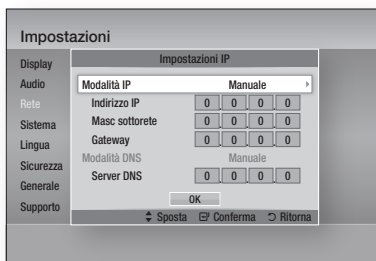 Impostazioni
Display
Audio
Rete
Sistema
Lingua
Sicurezza
Generale
Supporto
Impostazioni IP
Modalità IP Manuale
Indirizzo IP 0 . 0 . 0 . 0
Masc sottorete 0 . 0 . 0 . 0
Gateway 0 . 0 . 0 . 0
Modalità DNS Manuale
Server DNS 0 . 0 . 0 . 0
OK
Sposta Conferma Ritorna